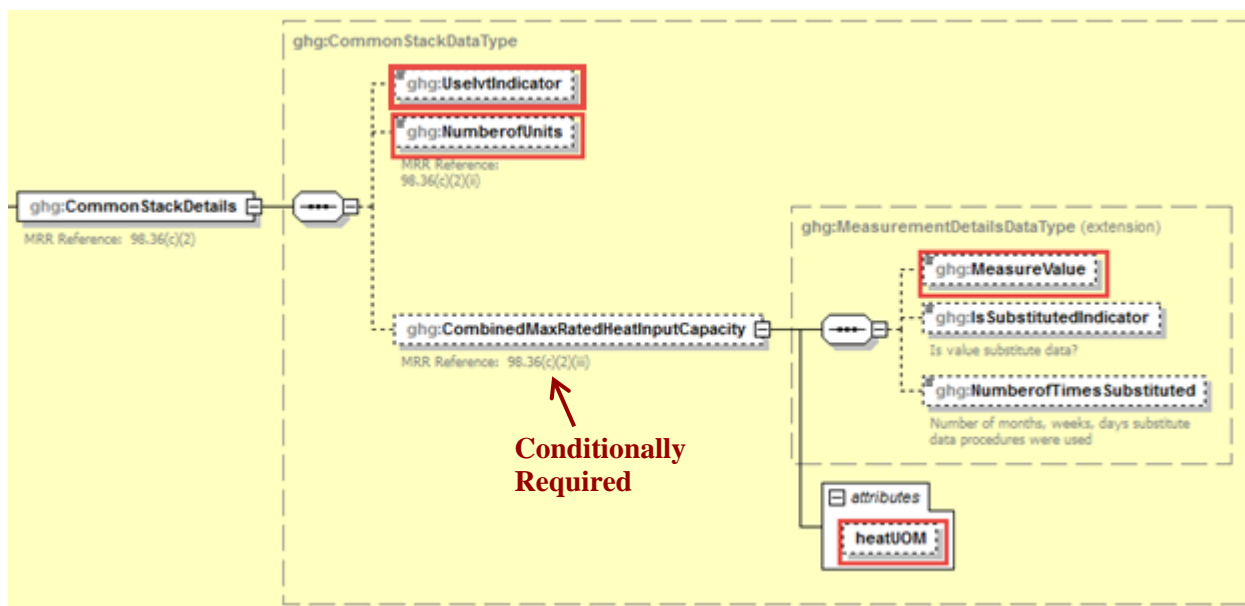 ghg:CommonStackDataType
ghg:UseIvtIndicator
ghg:NumberofUnits
MRR Reference:
98.36(c)(2)(ii)
ghg:CommonStackDetails
MRR Reference: 98.36(c)(2)
ghg:MeasurementDetailsDataType (extension)
ghg:MeasureValue
ghg:IsSubstitutedIndicator
Is value substitute data?
ghg:CombinedMaxRatedHeatInputCapacity
MRR Reference: 98.36(c)(2)(iii)
ghg:NumberofTimesSubstituted
Number of months, weeks, days substitute
data procedures were used
Conditionally
Required
attributes
heatUOM